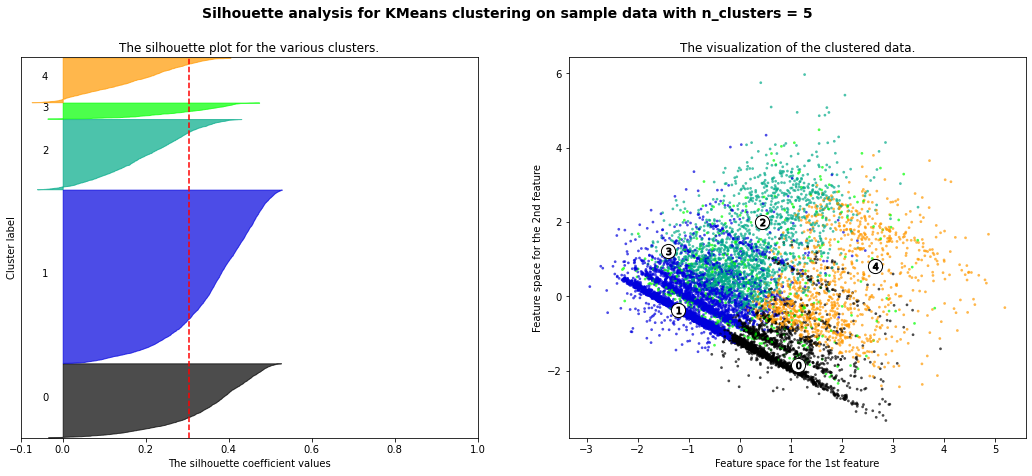 Silhouette analysis for KMeans clustering on sample data with n_clusters = 5
The silhouette plot for the various clusters.
Cluster label
4
3
2
1
0
−0.1 0.0 0.2 0.4 0.6 0.8 1.0
The silhouette coefficient values
The visualization of the clustered data.
Feature space for the 2nd feature
6
4
2
0
−2
2
3
4
1
0
−3 −2 −1 0 1 2 3 4 5
Feature space for the 1st feature